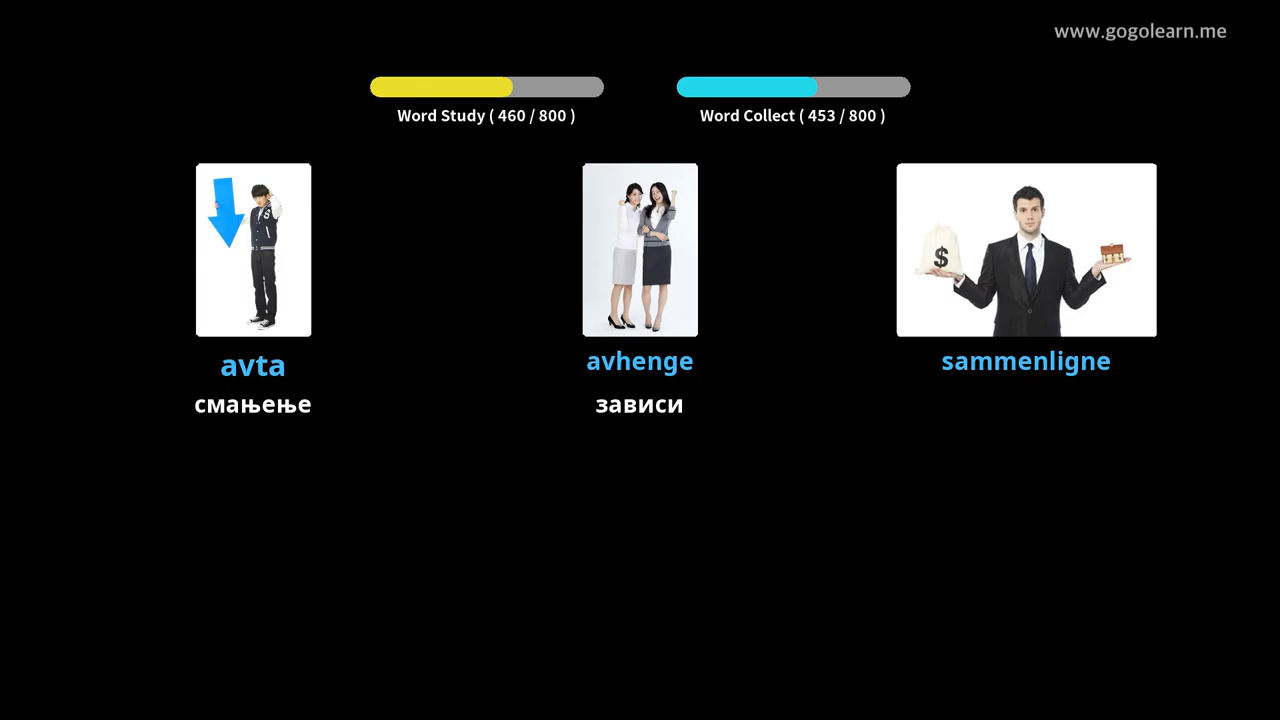 www.gogolearn.me
Word Study ( 460 / 800 )
Word Collect ( 453 / 800 )
S
$
avta
avhenge
sammenligne
смањење
зависи